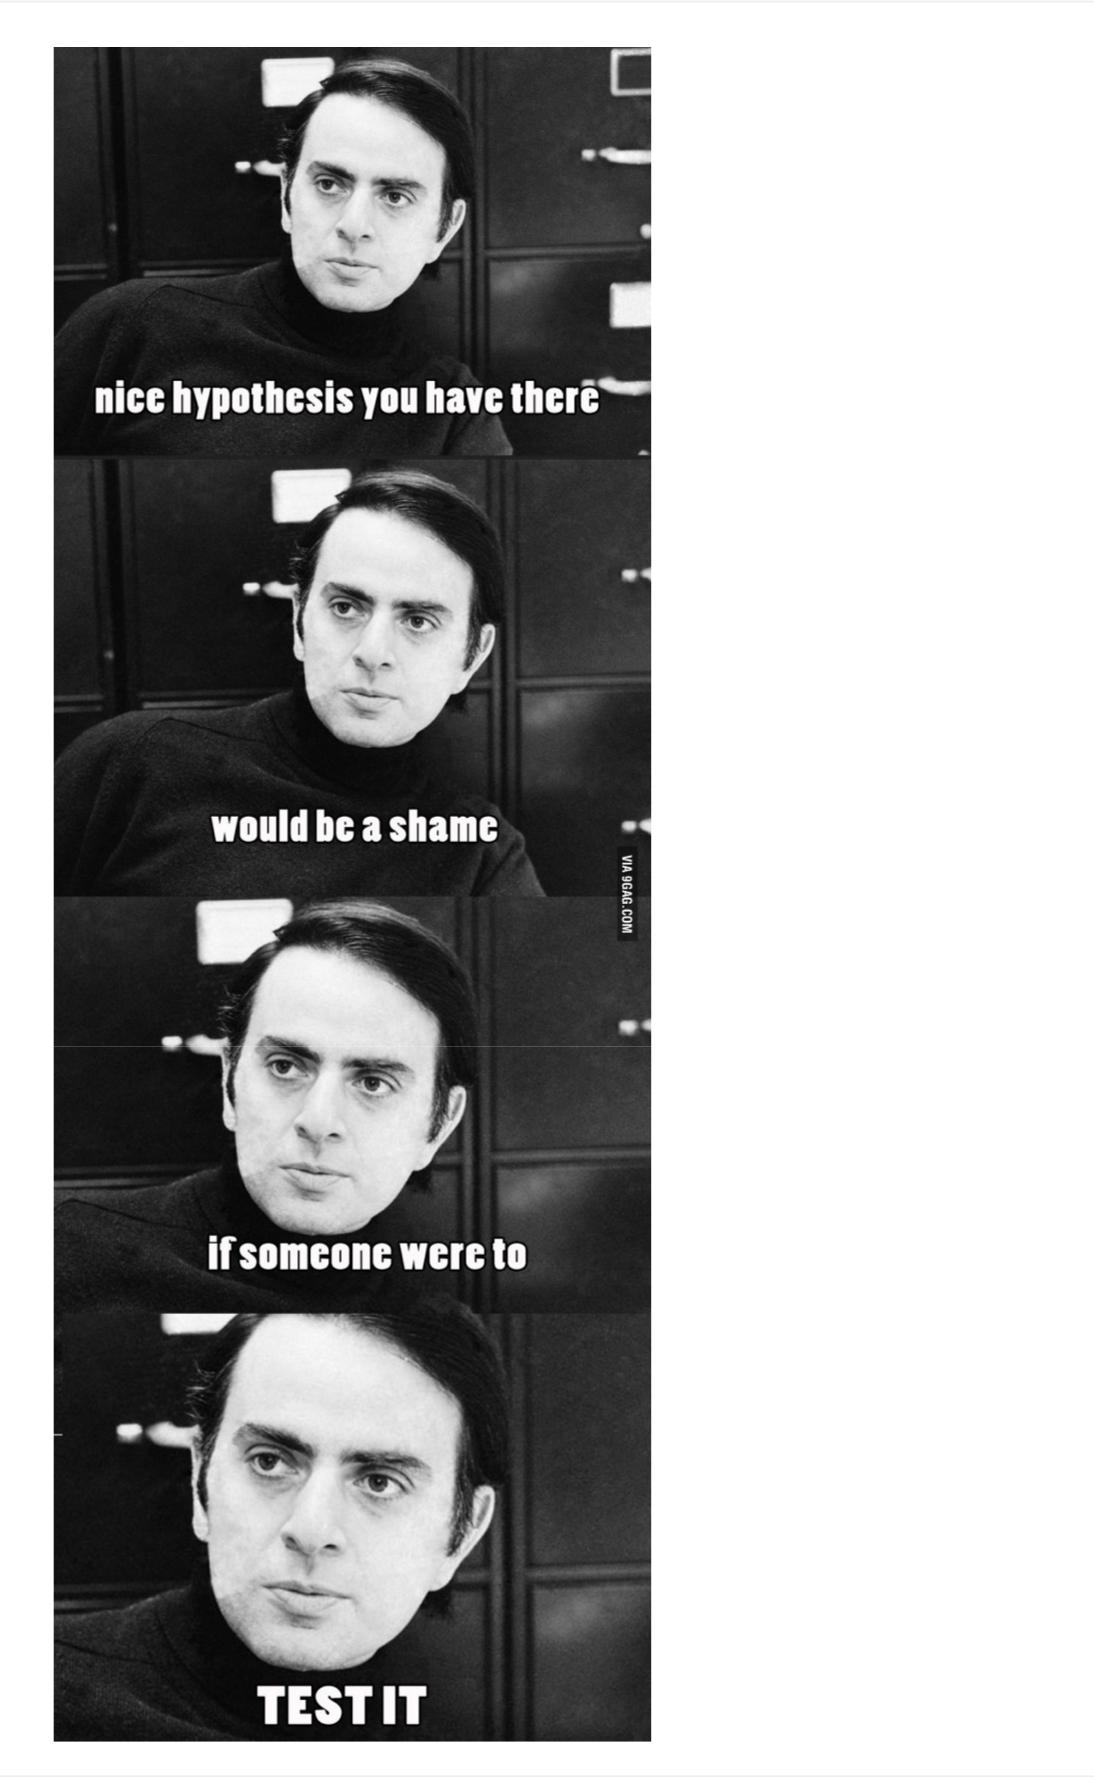 nice hypothesis you have there
would be a shame
VIA 9GAG.COM
if someone were to
TEST IT